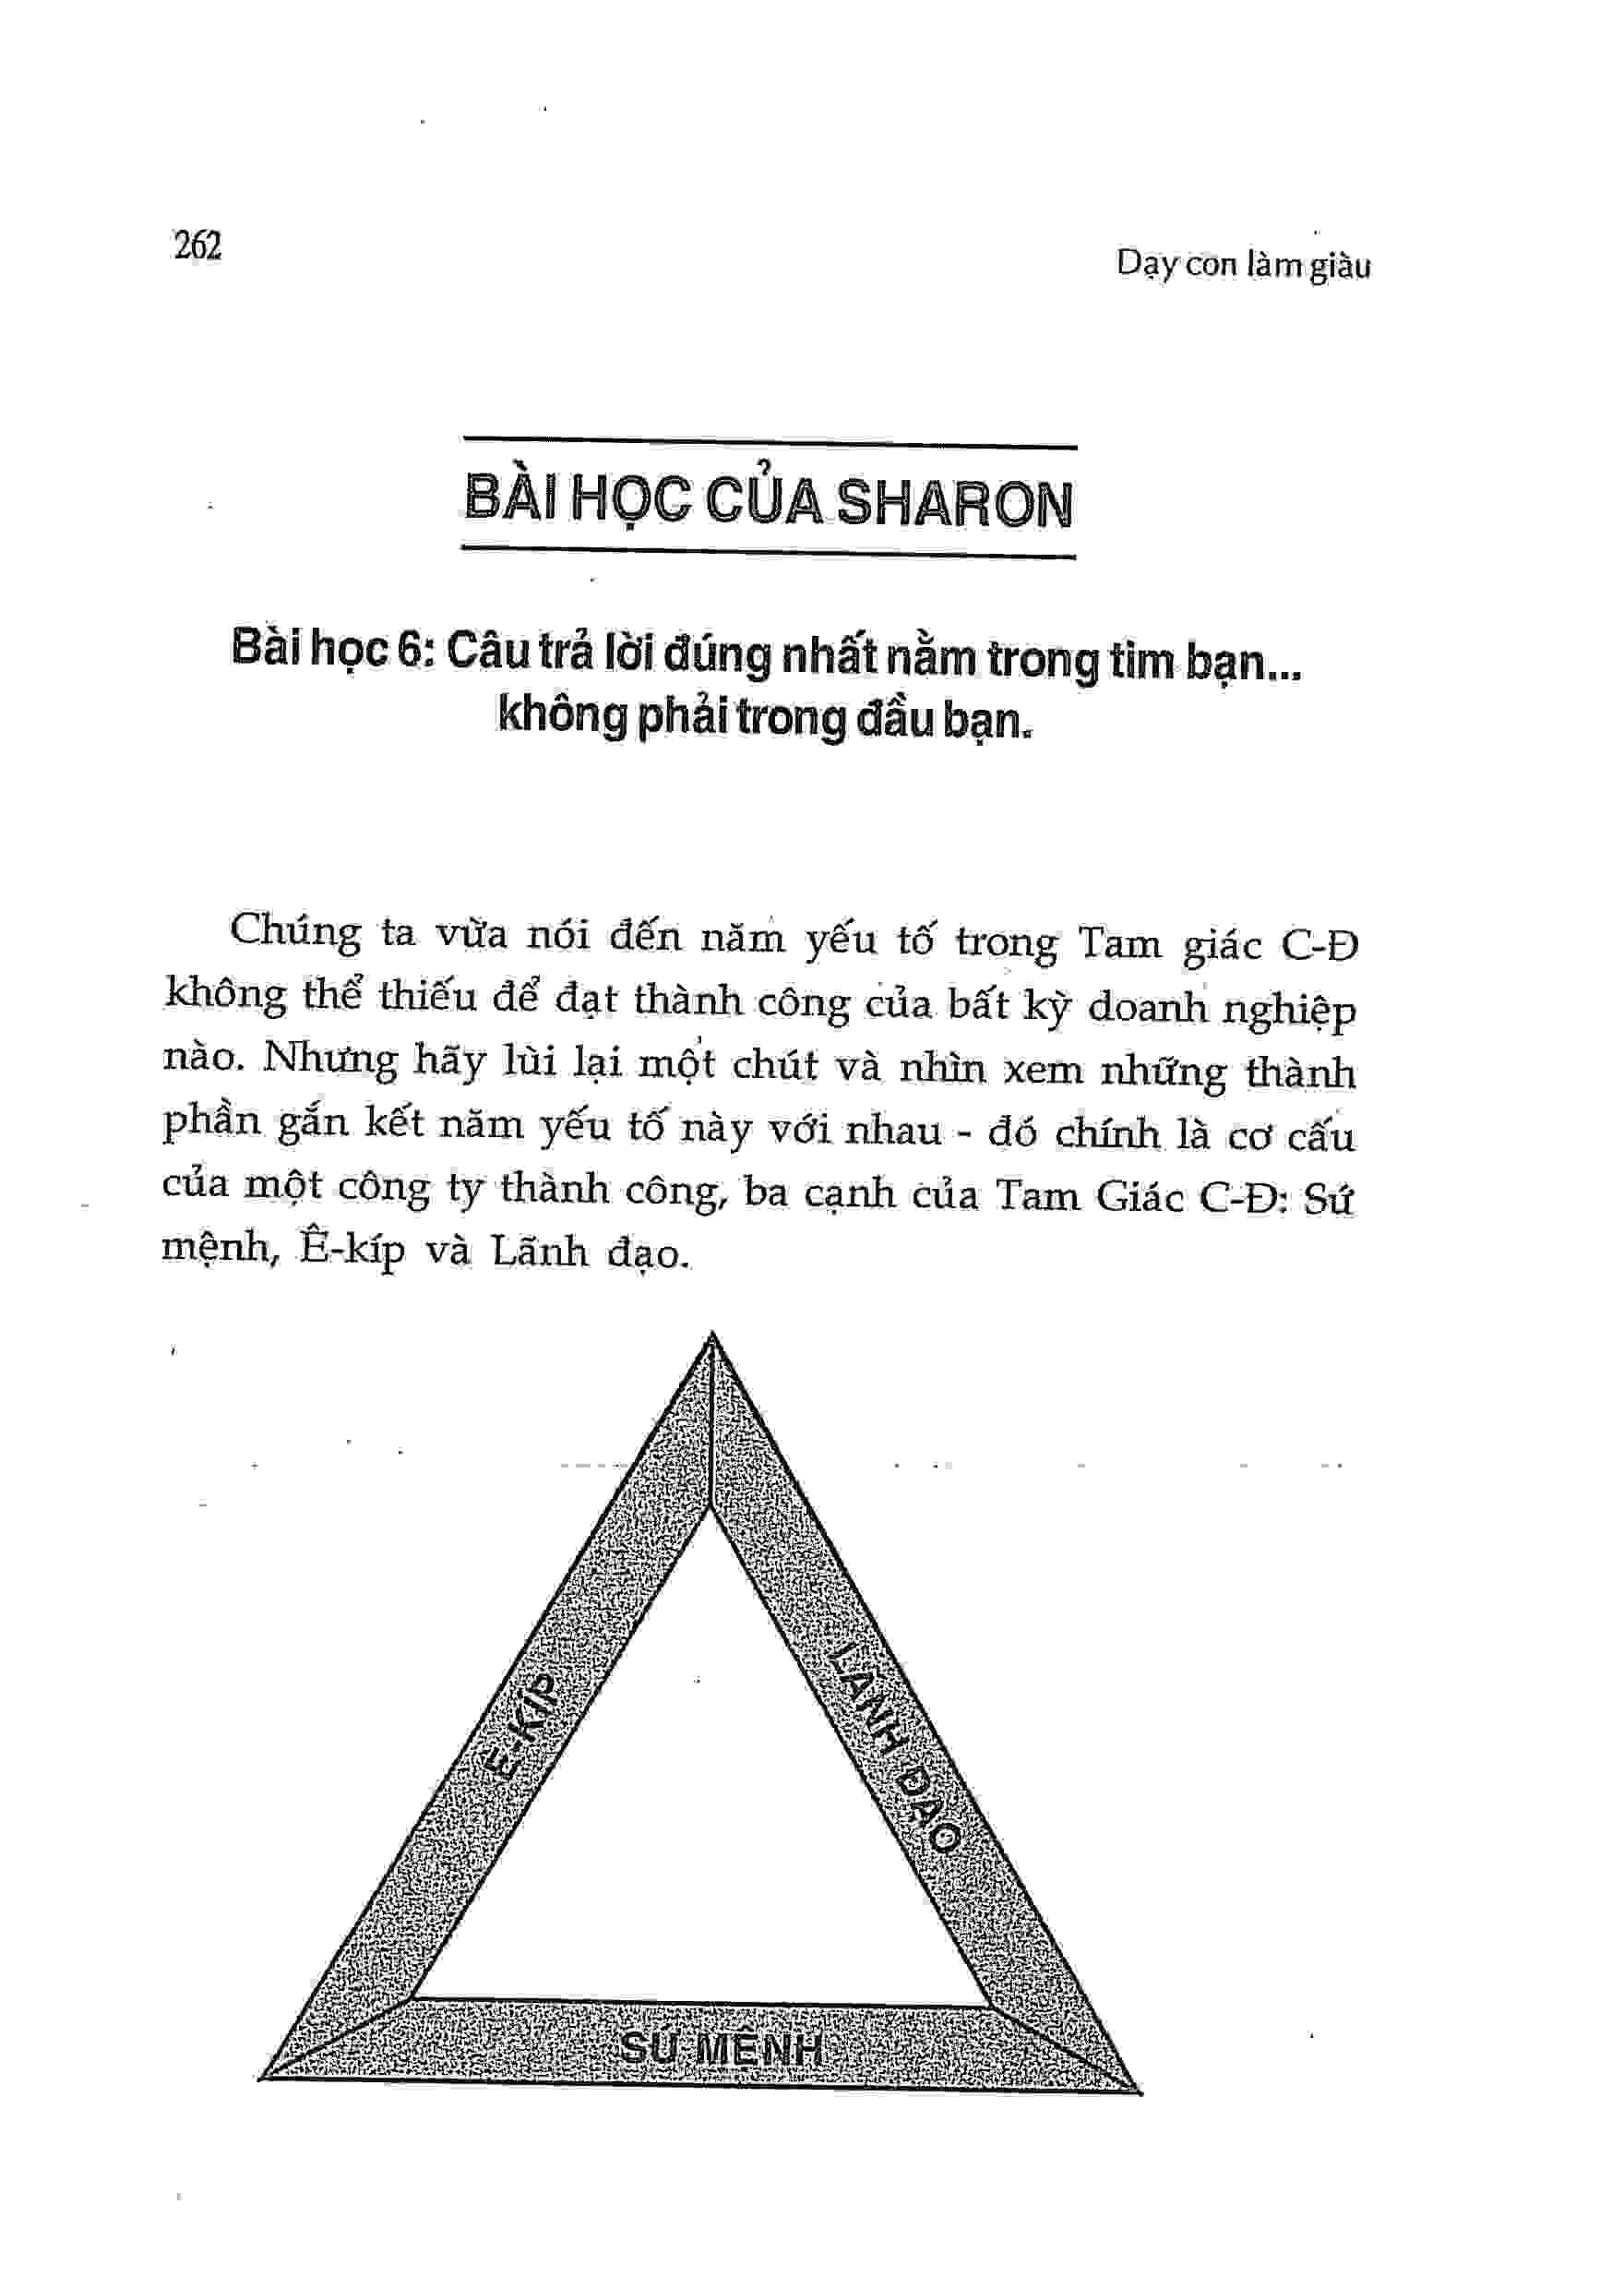 262
Dạy con làm giàu
BÀI HỌC CỦA SHARON
Bài học 6: Câu trả lời đúng nhất nằm trong tim bạn...
không phải trong đầu bạn.
Chúng ta vừa nói đến năm yếu tố trong Tam giác C-Đ
không thể thiếu để đạt thành công của bất kỳ doanh nghiệp
nào. Nhưng hãy lùi lại một chút và nhìn xem những thành
phần gắn kết năm yếu tố này với nhau - đó chính là cơ cấu
của một công ty thành công, ba cạnh của Tam Giác C-Đ: Sứ
mệnh, Ê-kíp và Lãnh đạo.
Ê-KÍP
LÃNH ĐẠO
SỨ MỆNH